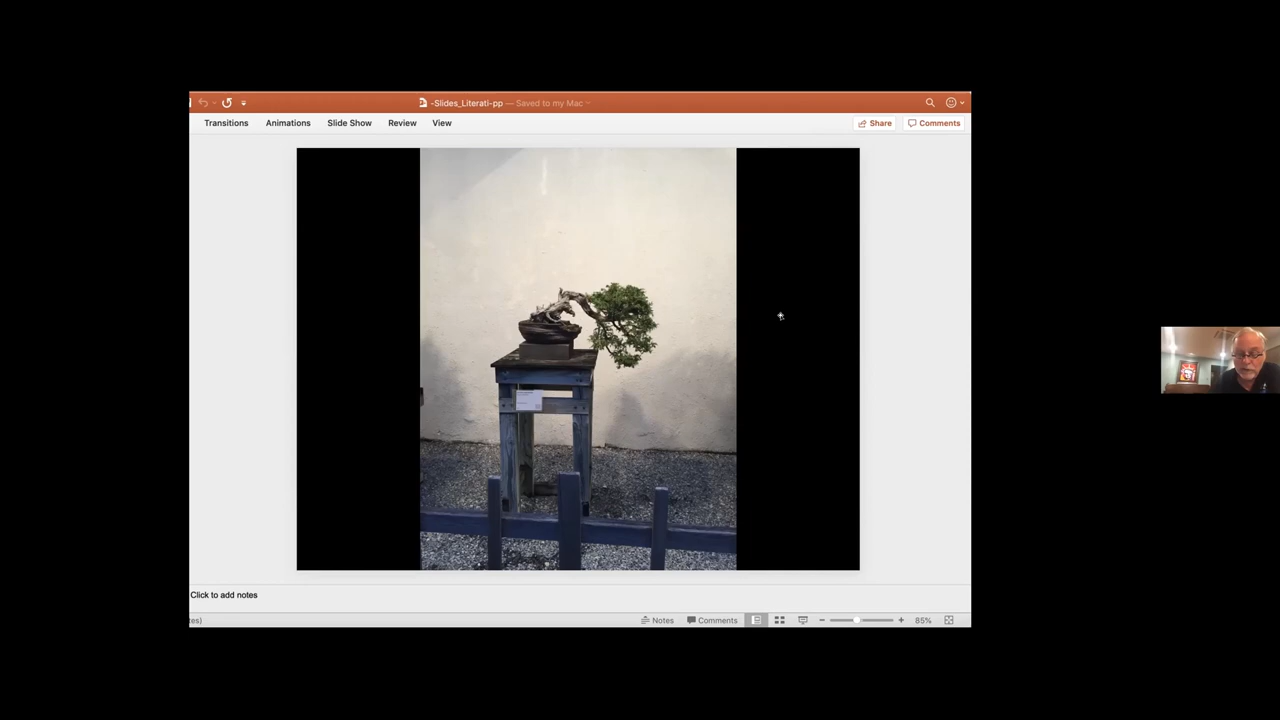 -Slides_Literati-pp — Saved to my Mac
Transitions Animations Slide Show Review View Share Comments
Click to add notes
tes) Notes Comments 85%